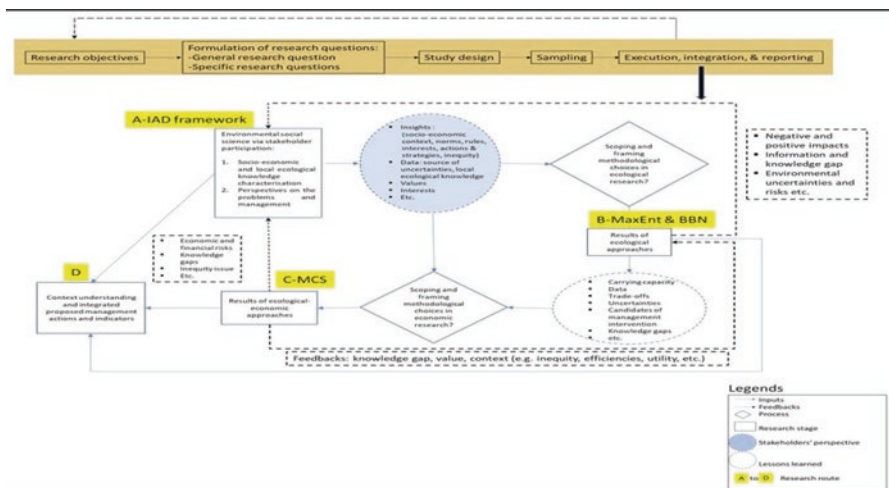 Research objectives
Formulation of research questions:
-General research question
-Specific research questions
Study design
Sampling
Execution, integration, & reporting
A-IAD framework
Environmental social
science via stakeholder
participation:
1. Socio-economic
and local ecological
knowledge
characterisation
2. Perspectives on the
problems and
management
• Insights :
(socio-economic
context, norms, rules,
interests, actions &
strategies, inequity)
• Data: source of
uncertainties, local
ecological knowledge
• Values
• Interests
• Etc.
Scoping and
framing
methodological
choices in
ecological
research?
• Negative and
positive impacts
• Information and
knowledge gap
• Environmental
uncertainties and
risks etc.
B-MaxEnt & BBN
Results of
ecological
approaches
• Economic and
financial risks
• Knowledge
gaps
• Inequity issue
• Etc.
D
Context understanding
and integrated
proposed management
actions and indicators
C-MCS
Results of ecological-
economic approaches
Scoping and
framing
methodological
choices in
economic
research?
• Carrying capacity
• Data
• Trade-offs
• Uncertainties
• Candidates of
management
intervention
• Knowledge gaps
etc.
Feedbacks: knowledge gap, value, context (e.g. inequity, efficiencies, utility, etc.)
Legends
Inputs
Feedbacks
Process
Research stage
Stakeholders' perspective
Lessons learned
A to D Research route